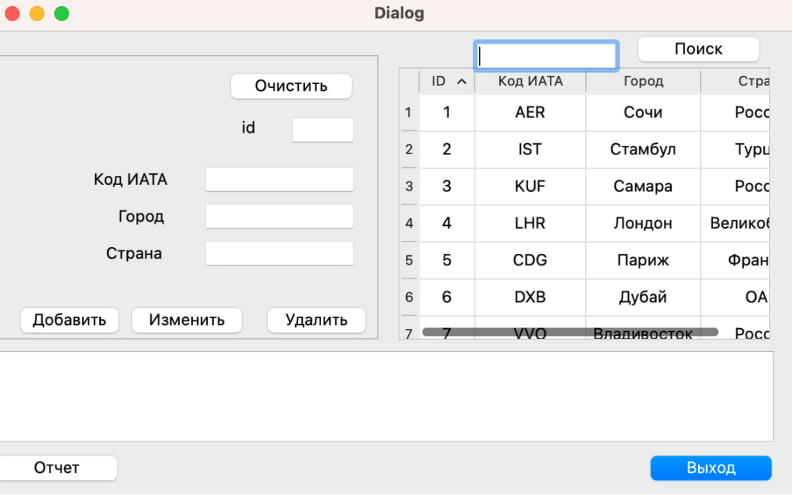 Dialog
Поиск
Очистить
id
Код ИАТА
Город
Страна
Добавить Изменить Удалить
ID Код ИАТА Город Стра
1 1 AER Сочи Росс
2 2 IST Стамбул Турц
3 3 KUF Самара Росс
4 4 LHR Лондон Великоб
5 5 CDG Париж Фран
6 6 DXB Дубай ОА
7 7 VVO Владивосток Росс
Отчет Выход